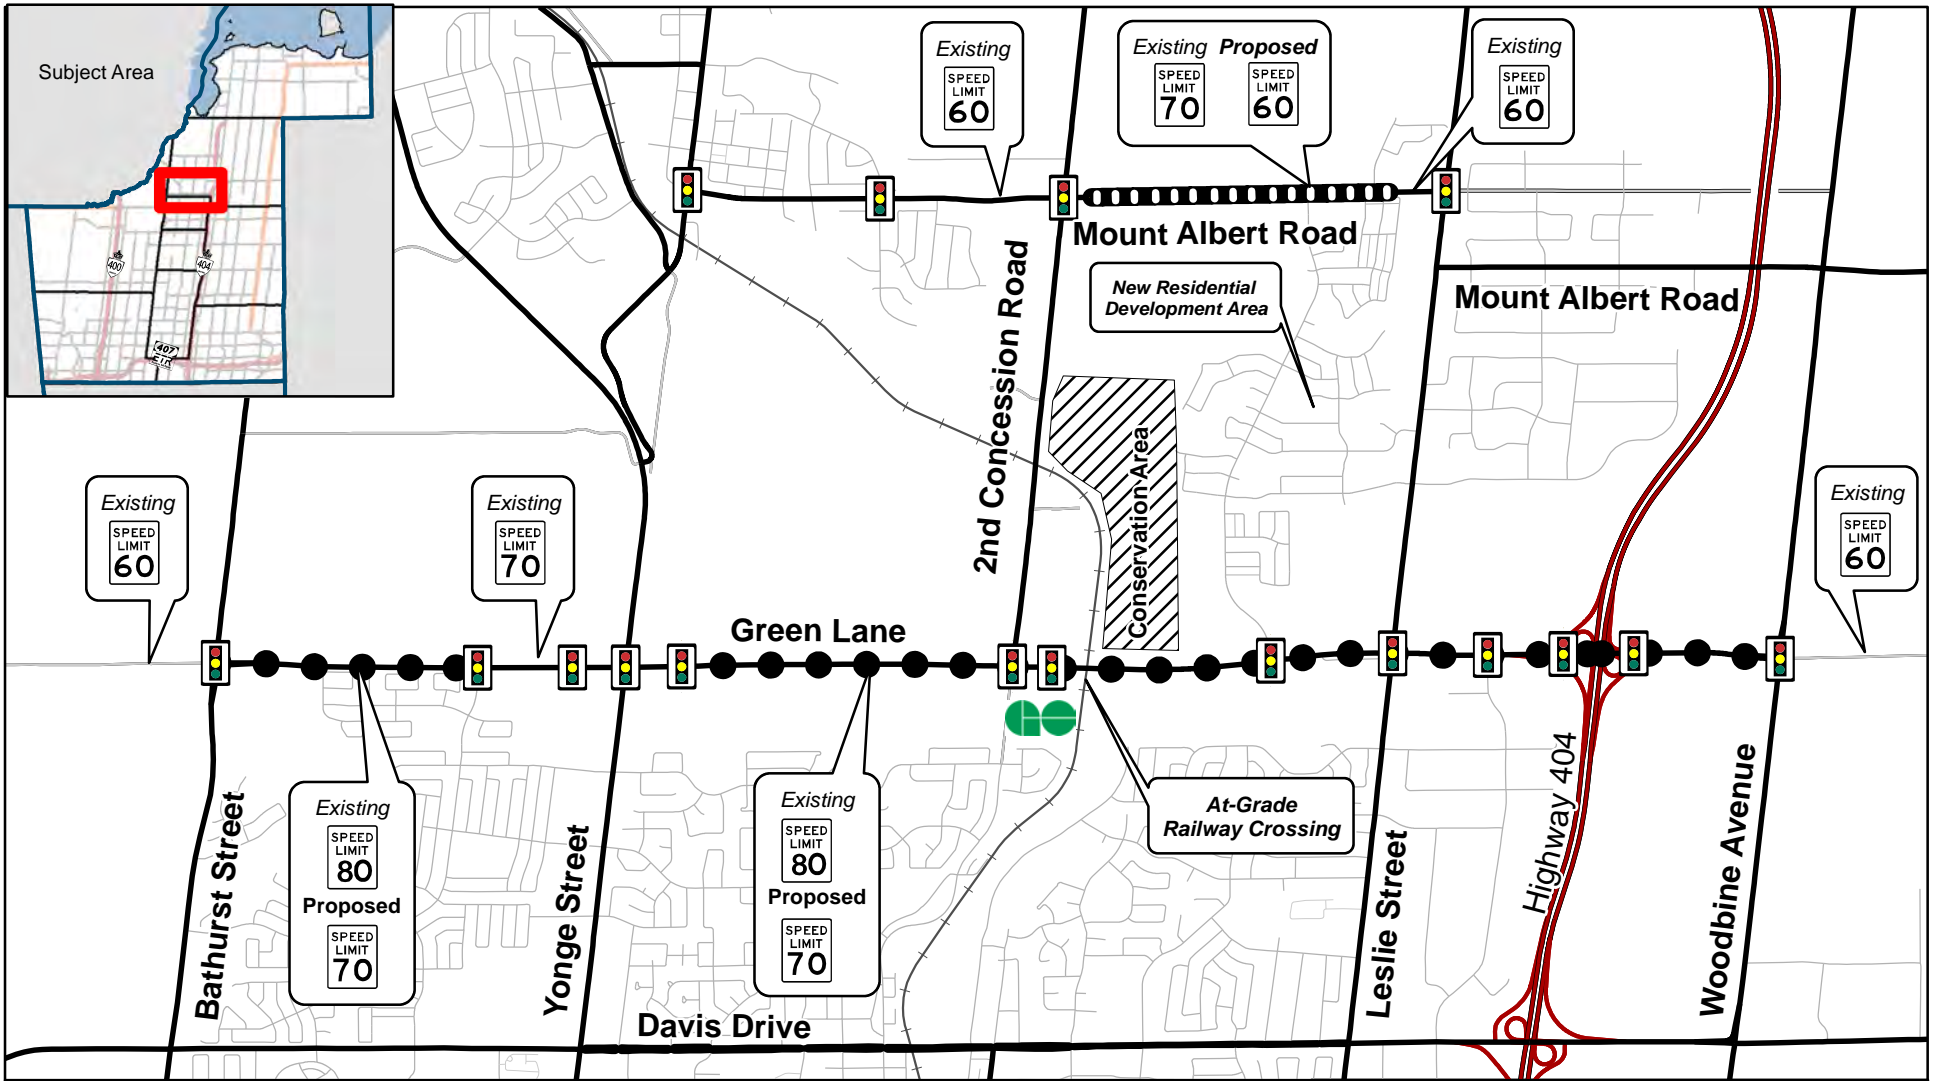 Subject Area
400
404
407
ETR
Existing
SPEED
LIMIT
60
Existing Proposed
SPEED
LIMIT
70
SPEED
LIMIT
60
Existing
SPEED
LIMIT
60
Mount Albert Road
Mount Albert Road
New Residential
Development Area
2nd Concession Road
Conservation Area
Existing
SPEED
LIMIT
60
Existing
SPEED
LIMIT
70
Existing
SPEED
LIMIT
60
Green Lane
GO
At-Grade
Railway Crossing
Existing
SPEED
LIMIT
80
Proposed
SPEED
LIMIT
70
Existing
SPEED
LIMIT
80
Proposed
SPEED
LIMIT
70
Bathurst Street
Yonge Street
Leslie Street
Highway 404
Woodbine Avenue
Davis Drive